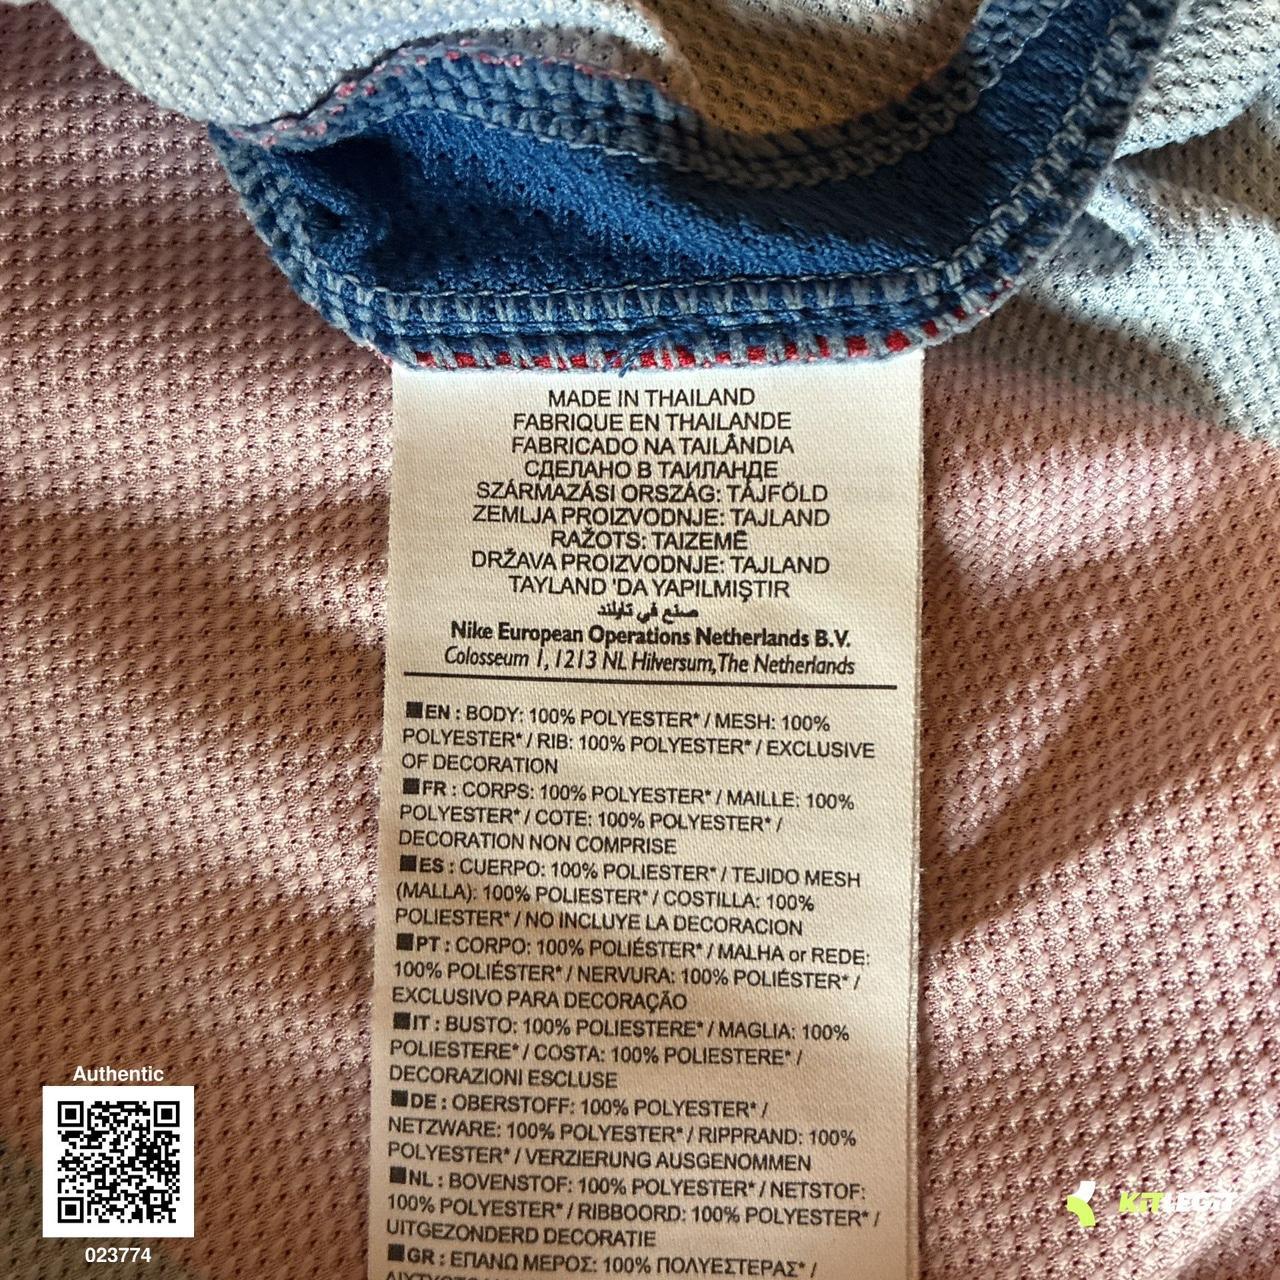 MADE IN THAILAND
FABRIQUE EN THAILANDE
FABRICADO NA TAILÂNDIA
СДЕЛАНО В ТАИЛАНДЕ
SZÁRMAZÁSI ORSZÁG: TÁJFÖLD
ZEMLJA PROIZVODNJE: TAJLAND
RAŽOTS: TAIZEMĒ
DRŽAVA PROIZVODNJE: TAJLAND
TAYLAND 'DA YAPILMIŞTIR
صنع في تايلند
Nike European Operations Netherlands B.V.
Colosseum 1, 1213 NL Hilversum, The Netherlands
EN : BODY: 100% POLYESTER* / MESH: 100%
POLYESTER* / RIB: 100% POLYESTER* / EXCLUSIVE
OF DECORATION
FR : CORPS: 100% POLYESTER* / MAILLE: 100%
POLYESTER* / COTE: 100% POLYESTER* /
DECORATION NON COMPRISE
ES : CUERPO: 100% POLIESTER* / TEJIDO MESH
(MALLA): 100% POLIESTER* / COSTILLA: 100%
POLIESTER* / NO INCLUYE LA DECORACION
PT : CORPO: 100% POLIÉSTER* / MALHA or REDE:
100% POLIÉSTER* / NERVURA: 100% POLIÉSTER* /
EXCLUSIVO PARA DECORAÇÃO
IT : BUSTO: 100% POLIESTERE* / MAGLIA: 100%
POLIESTERE* / COSTA: 100% POLIESTERE* /
DECORAZIONI ESCLUSE
DE : OBERSTOFF: 100% POLYESTER* /
NETZWARE: 100% POLYESTER* / RIPPRAND: 100%
POLYESTER* / VERZIERUNG AUSGENOMMEN
NL : BOVENSTOF: 100% POLYESTER* / NETSTOF:
100% POLYESTER* / RIBBOORD: 100% POLYESTER* /
UITGEZONDERD DECORATIE
GR : ΕΠΑΝΩ ΜΕΡΟΣ: 100% ΠΟΛΥΕΣΤΕΡΑΣ* /
Authentic
023774
KITLEGIT